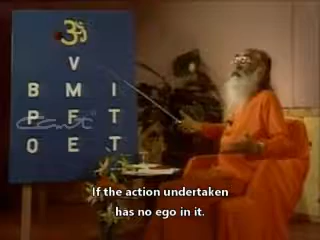 ॐ
V
B M I
P F T
O E T
If the action undertaken
has no ego in it.